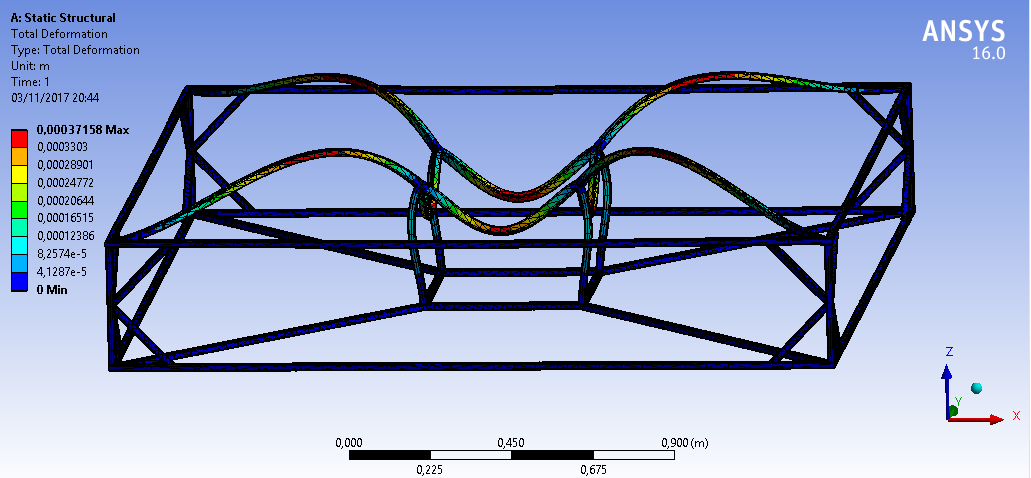 A: Static Structural
Total Deformation
Type: Total Deformation
Unit: m
Time: 1
03/11/2017 20:44
0,00037158 Max
0,0003303
0,00028901
0,00024772
0,00020644
0,00016515
0,00012386
8,2574e-5
4,1287e-5
0 Min
ANSYS
16.0
Z
Y
X
0,000
0,450
0,900 (m)
0,225
0,675